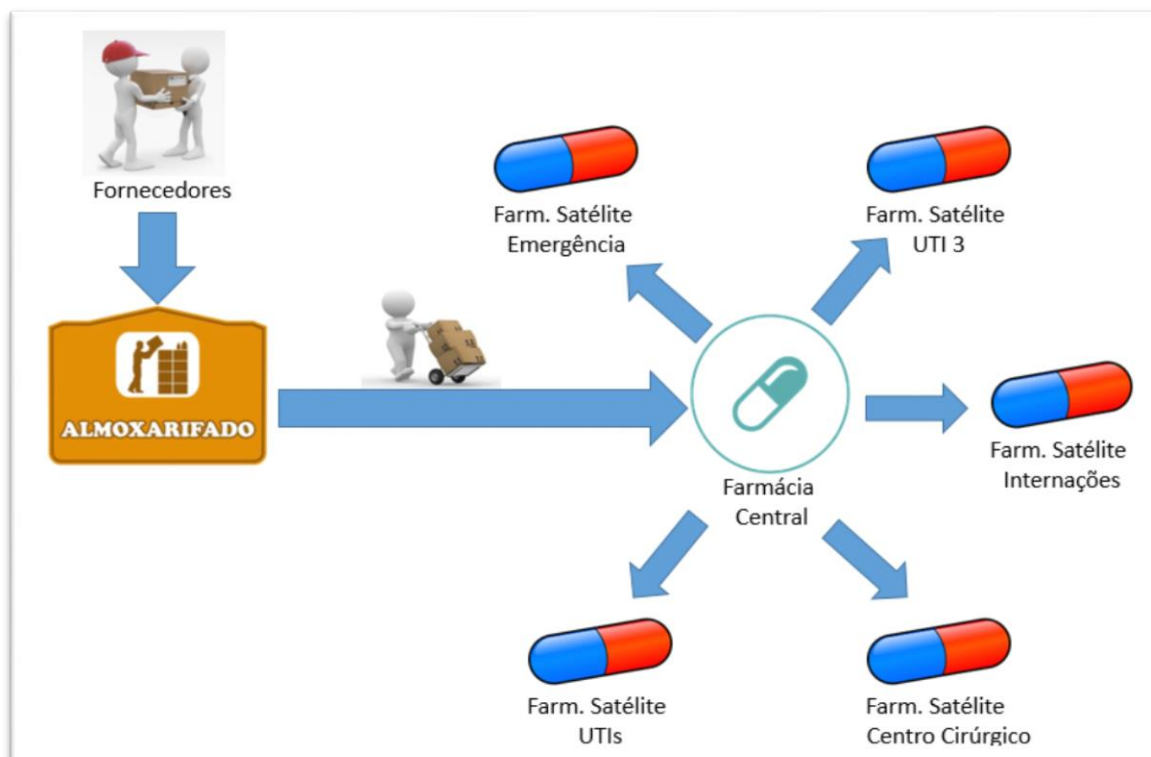 Fornecedores
ALMOXARIFADO
Farm. Satélite
Emergência
Farm. Satélite
UTI 3
Farm. Satélite
Internações
Farmácia
Central
Farm. Satélite
UTIs
Farm. Satélite
Centro Cirúrgico